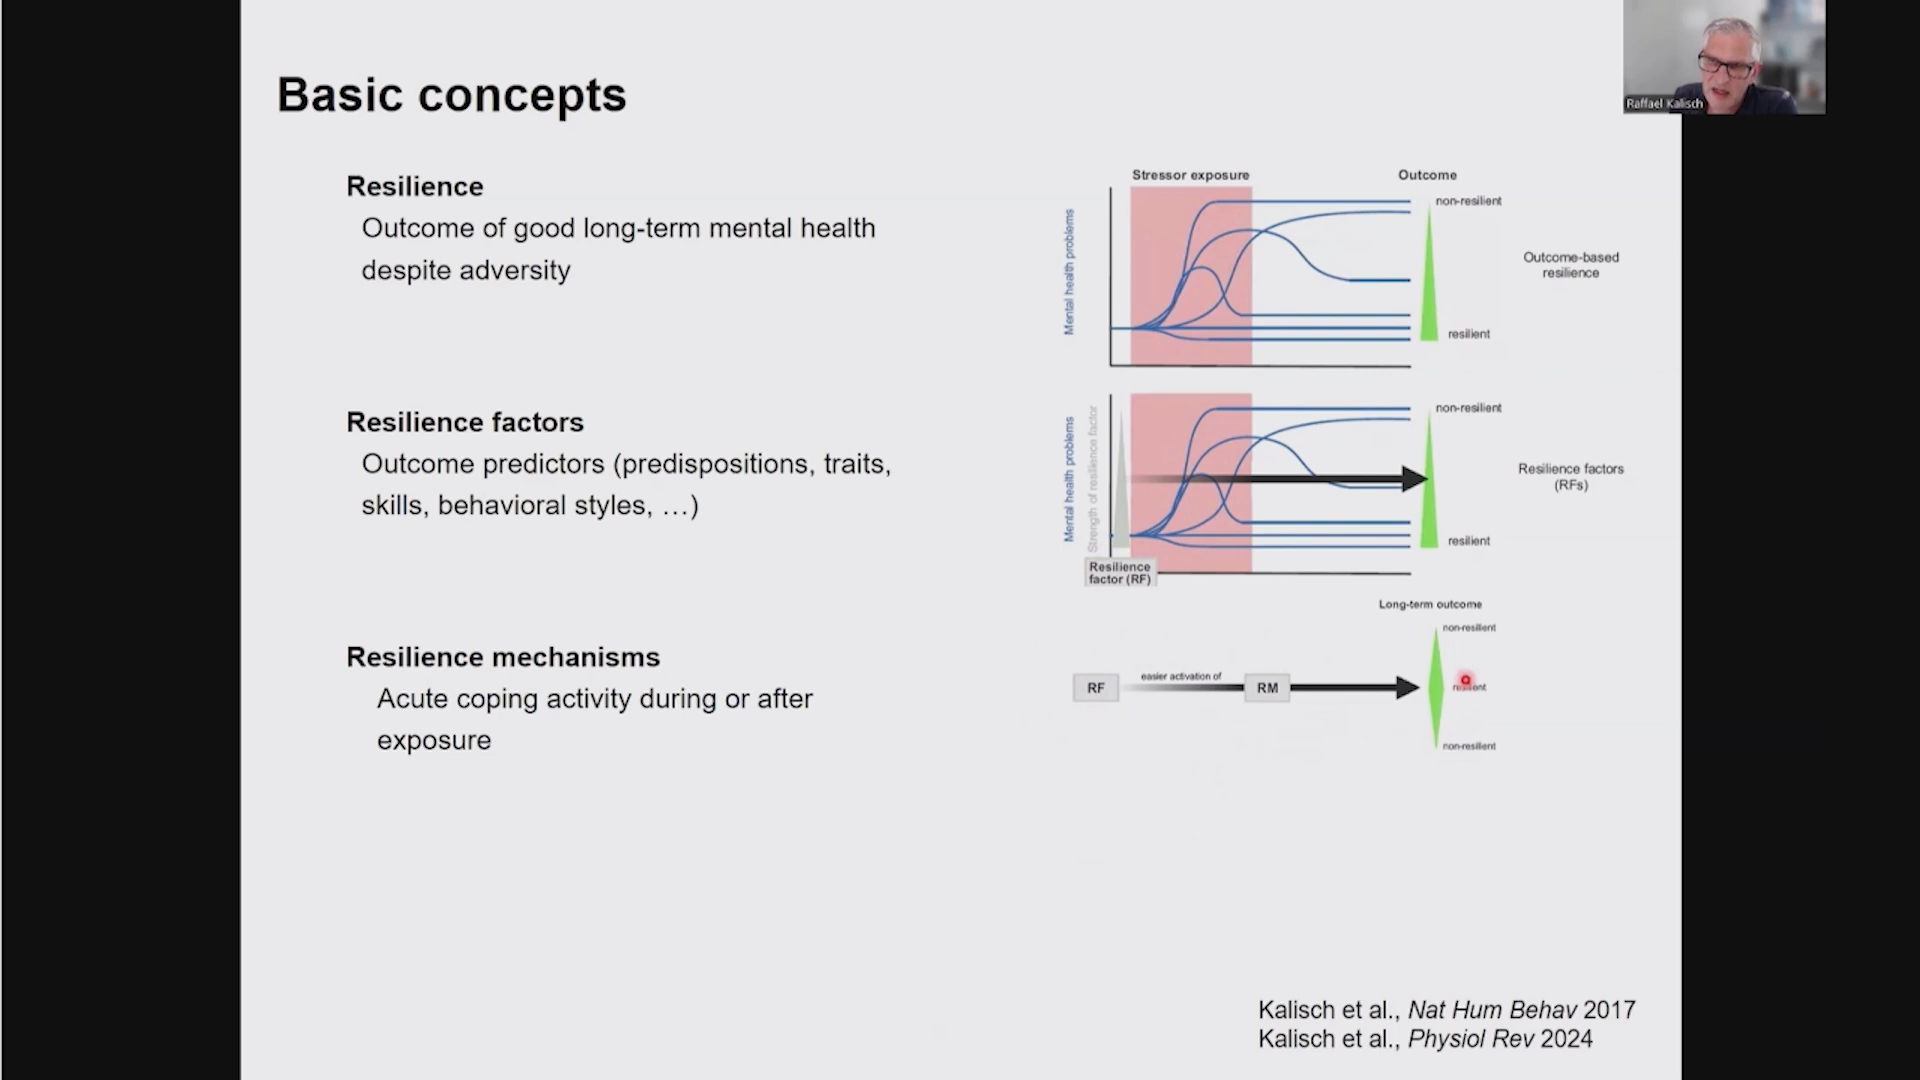 Basic concepts
Raffael Kalisch
Resilience
Outcome of good long-term mental health
despite adversity
Stressor exposure
Outcome
Mental health problems
non-resilient
resilient
Outcome-based
resilience
Resilience factors
Outcome predictors (predispositions, traits,
skills, behavioral styles, …)
Mental health problems
Strength of resilience factor
non-resilient
resilient
Resilience factors
(RFs)
Resilience
factor (RF)
Resilience mechanisms
Acute coping activity during or after
exposure
Long-term outcome
non-resilient
RF
easier activation of
RM
resilient
non-resilient
Kalisch et al., Nat Hum Behav 2017
Kalisch et al., Physiol Rev 2024